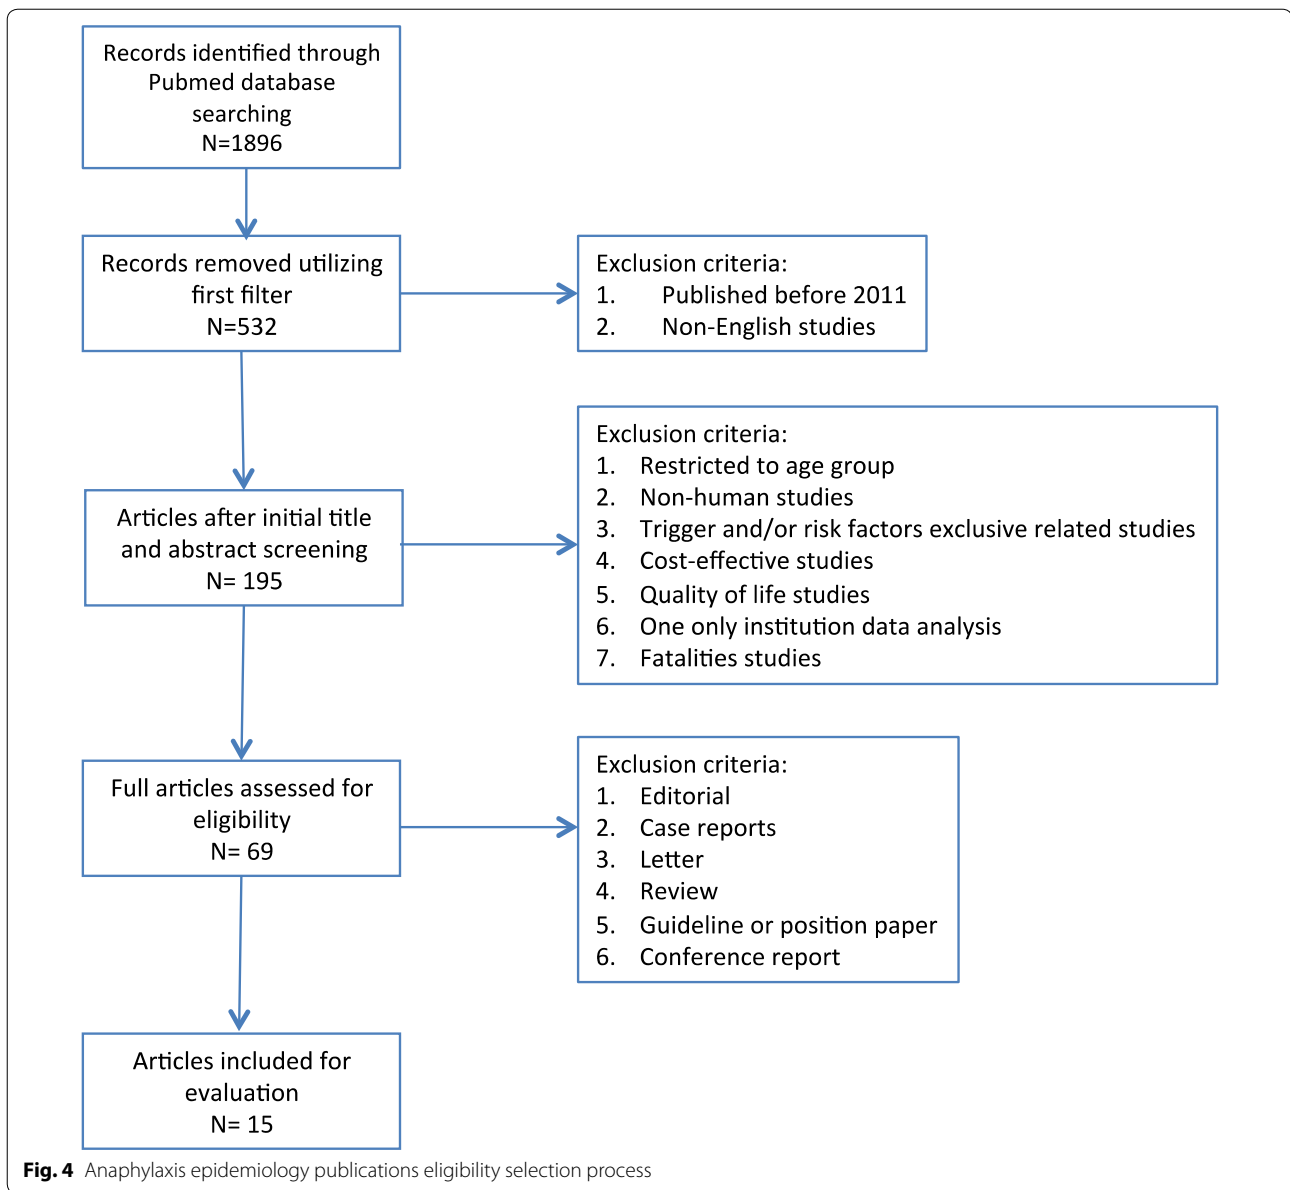 Records identified through
Pubmed database
searching
N=1896
Records removed utilizing
first filter
N=532
Exclusion criteria:
1. Published before 2011
2. Non-English studies
Articles after initial title
and abstract screening
N= 195
Exclusion criteria:
1. Restricted to age group
2. Non-human studies
3. Trigger and/or risk factors exclusive related studies
4. Cost-effective studies
5. Quality of life studies
6. One only institution data analysis
7. Fatalities studies
Full articles assessed for
eligibility
N= 69
Exclusion criteria:
1. Editorial
2. Case reports
3. Letter
4. Review
5. Guideline or position paper
6. Conference report
Articles included for
evaluation
N= 15
Fig. 4 Anaphylaxis epidemiology publications eligibility selection process